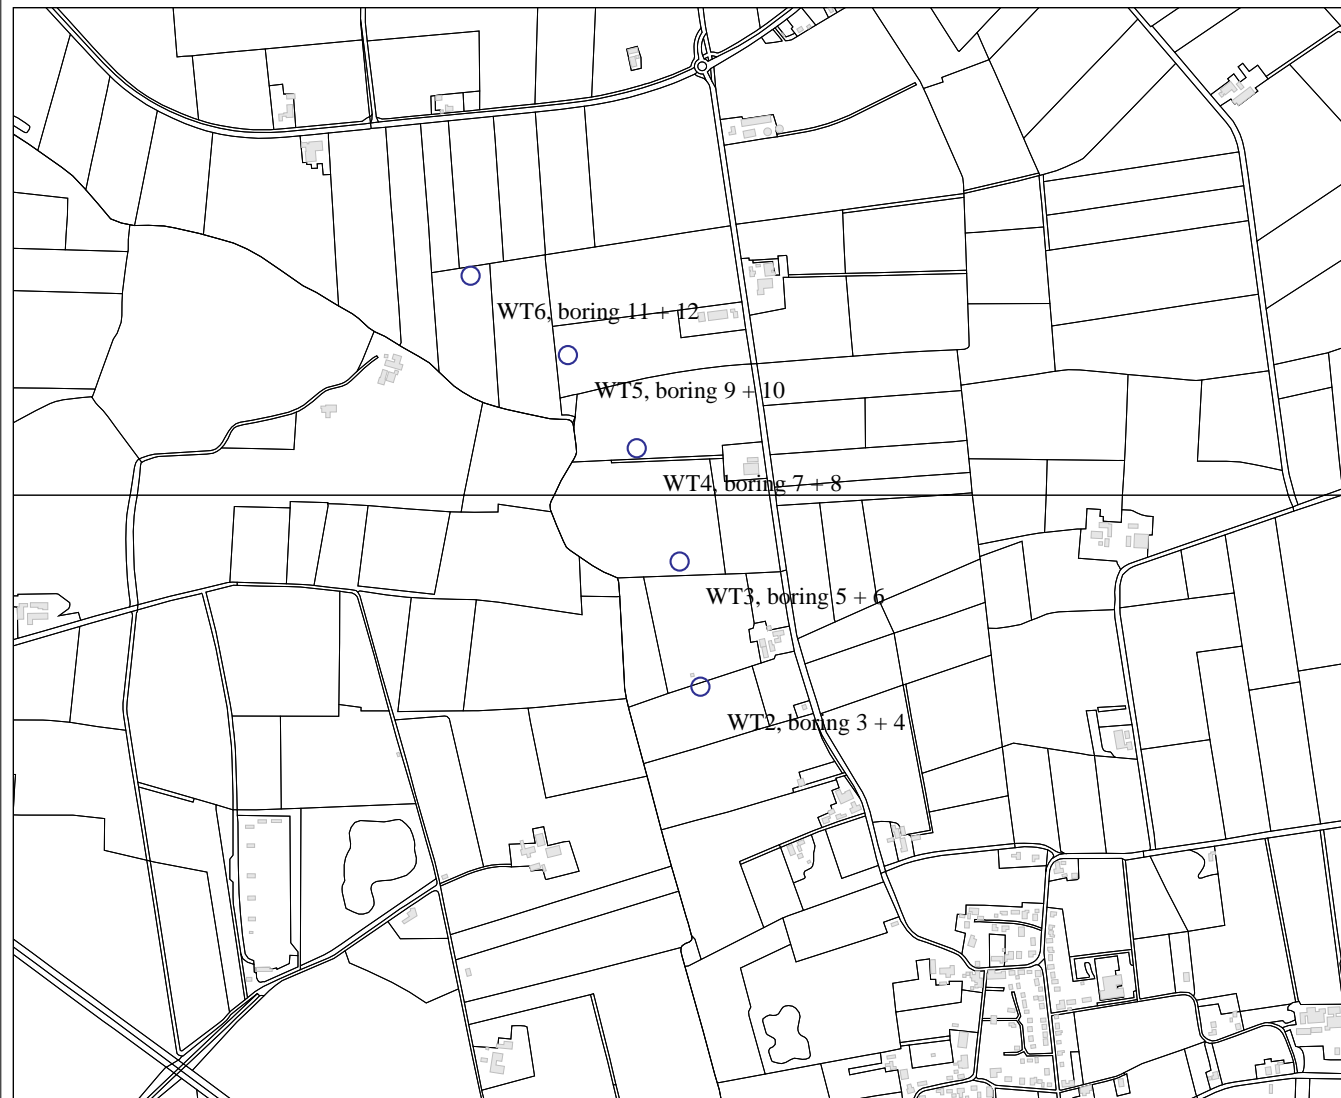 WT6, boring 11 + 12
WT5, boring 9 + 10
WT4, boring 7 + 8
WT3, boring 5 + 6
WT2, boring 3 + 4